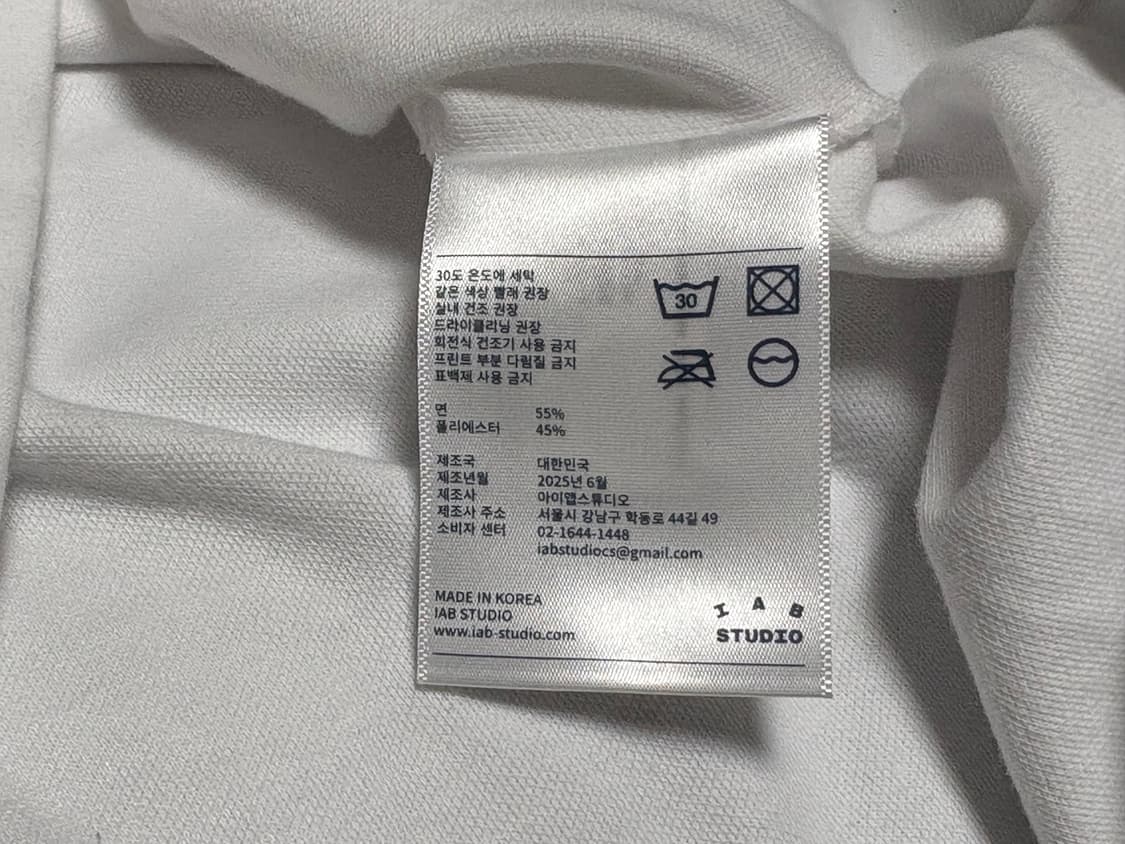 30도 온도에 세탁
같은 색상 빨래 권장
실내 건조 권장
드라이클리닝 권장
회전식 건조기 사용 금지
프린트 부분 다림질 금지
표백제 사용 금지
30
면 55%
폴리에스터 45%
제조국 대한민국
제조년월 2025년 6월
제조사 아이앱스튜디오
제조사 주소 서울시 강남구 학동로 44길 49
소비자 센터 02-1644-1448
iabstudiocs@gmail.com
MADE IN KOREA
IAB STUDIO
www.iab-studio.com
I A B
STUDIO